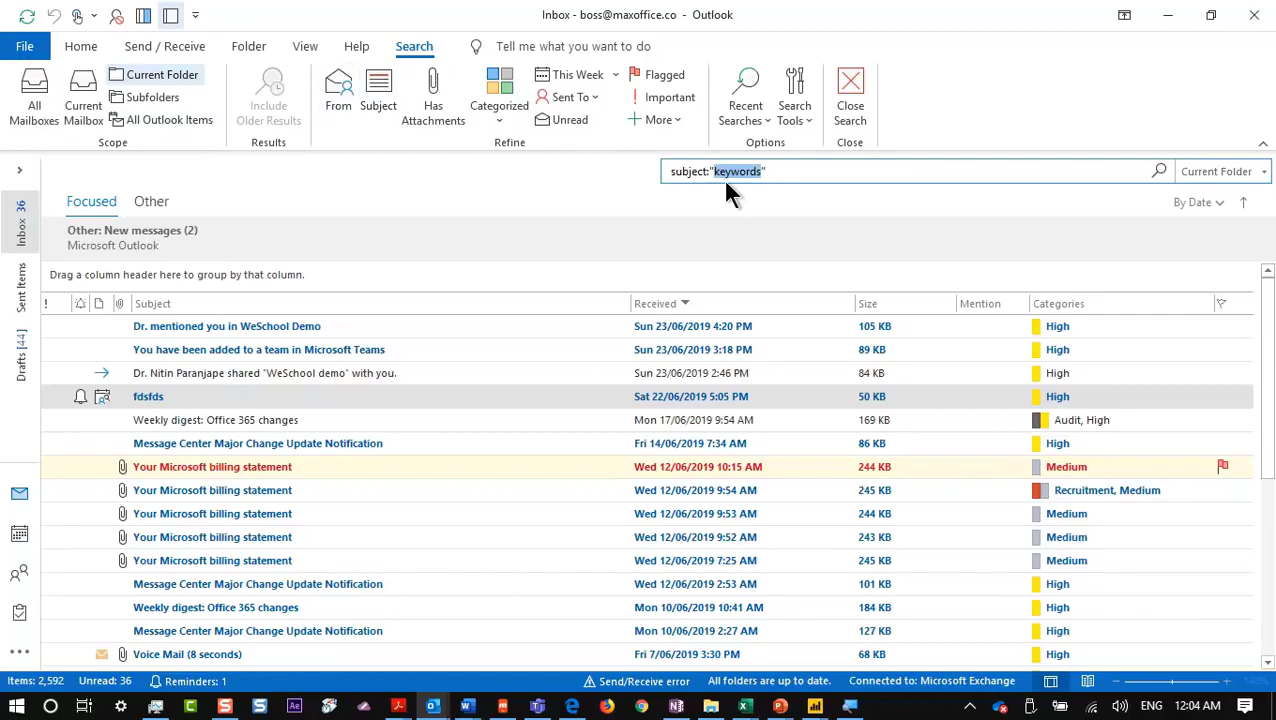 Inbox - boss@maxoffice.co - Outlook
File Home Send / Receive Folder View Help Search Tell me what you want to do
All Mailboxes
Current Mailbox
Current Folder
Subfolders
All Outlook Items
Scope
Include Older Results
Results
From
Subject
Has Attachments
Categorized
This Week
Sent To
Unread
Flagged
Important
More
Refine
Recent Searches
Search Tools
Options
Close Search
Close
subject:"keywords"
Current Folder
Focused Other
By Date
Other: New messages (2)
Microsoft Outlook
Inbox 36
Sent Items
Drafts [44]
Drag a column header here to group by that column.
! Subject Received Size Mention Categories
Dr. mentioned you in WeSchool Demo Sun 23/06/2019 4:20 PM 105 KB High
You have been added to a team in Microsoft Teams Sun 23/06/2019 3:18 PM 89 KB High
Dr. Nitin Paranjape shared "WeSchool demo" with you. Sun 23/06/2019 2:46 PM 84 KB High
fdsfds Sat 22/06/2019 5:05 PM 50 KB High
Weekly digest: Office 365 changes Mon 17/06/2019 9:54 AM 169 KB Audit, High
Message Center Major Change Update Notification Fri 14/06/2019 7:34 AM 86 KB High
Your Microsoft billing statement Wed 12/06/2019 10:15 AM 244 KB Medium
Your Microsoft billing statement Wed 12/06/2019 9:54 AM 245 KB Recruitment, Medium
Your Microsoft billing statement Wed 12/06/2019 9:53 AM 244 KB Medium
Your Microsoft billing statement Wed 12/06/2019 9:52 AM 243 KB Medium
Your Microsoft billing statement Wed 12/06/2019 7:25 AM 245 KB Medium
Message Center Major Change Update Notification Wed 12/06/2019 2:53 AM 101 KB High
Weekly digest: Office 365 changes Mon 10/06/2019 10:41 AM 184 KB High
Message Center Major Change Update Notification Mon 10/06/2019 2:27 AM 127 KB High
Voice Mail (8 seconds) Fri 7/06/2019 3:30 PM 68 KB High
Items: 2,592 Unread: 36 Reminders: 1 Send/Receive error All folders are up to date. Connected to: Microsoft Exchange
12:04 AM